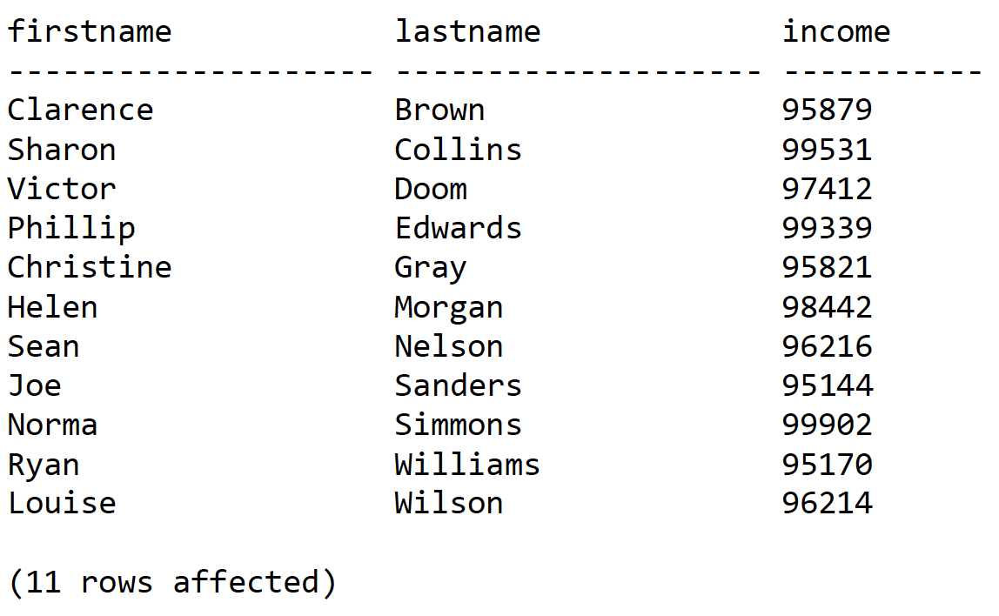 firstname lastname income
-------------------- -------------------- -----------
Clarence Brown 95879
Sharon Collins 99531
Victor Doom 97412
Phillip Edwards 99339
Christine Gray 95821
Helen Morgan 98442
Sean Nelson 96216
Joe Sanders 95144
Norma Simmons 99902
Ryan Williams 95170
Louise Wilson 96214
(11 rows affected)